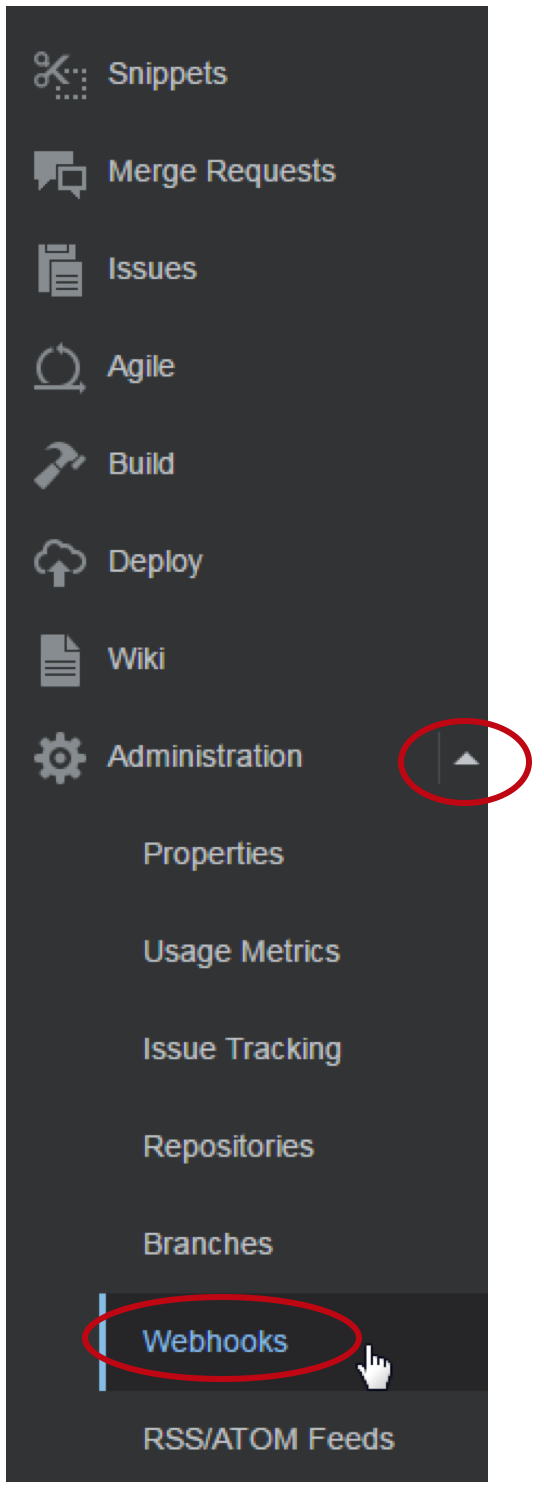 Snippets
Merge Requests
Issues
Agile
Build
Deploy
Wiki
Administration
Properties
Usage Metrics
Issue Tracking
Repositories
Branches
Webhooks
RSS/ATOM Feeds